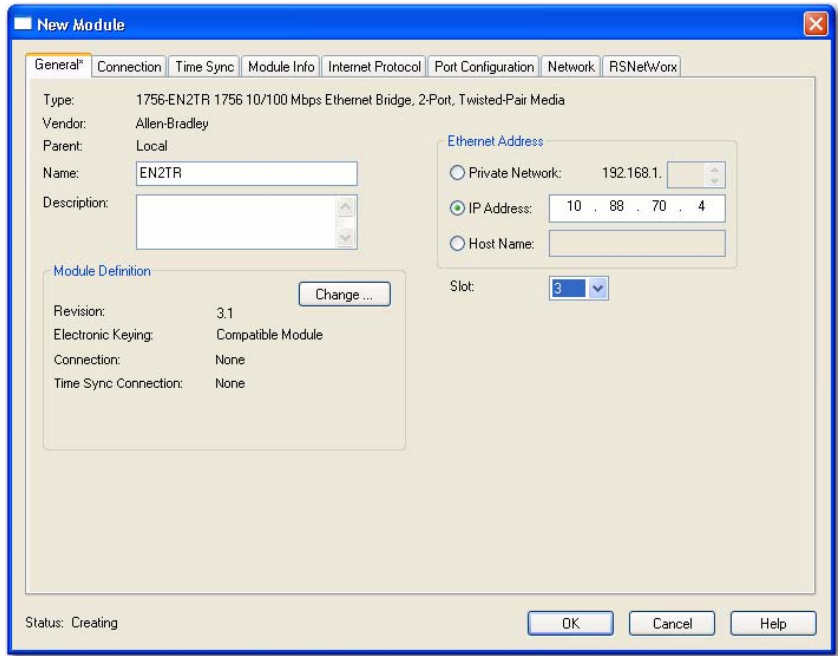 New Module
General* Connection Time Sync Module Info Internet Protocol Port Configuration Network RSNetWorx
Type: 1756-EN2TR 1756 10/100 Mbps Ethernet Bridge, 2-Port, Twisted-Pair Media
Vendor: Allen-Bradley
Parent: Local
Name: EN2TR
Description:
Ethernet Address
Private Network: 192.168.1.
IP Address: 10 . 88 . 70 . 4
Host Name:
Module Definition
Change ...
Revision: 3.1
Electronic Keying: Compatible Module
Connection: None
Time Sync Connection: None
Slot: 3
Status: Creating
OK Cancel Help